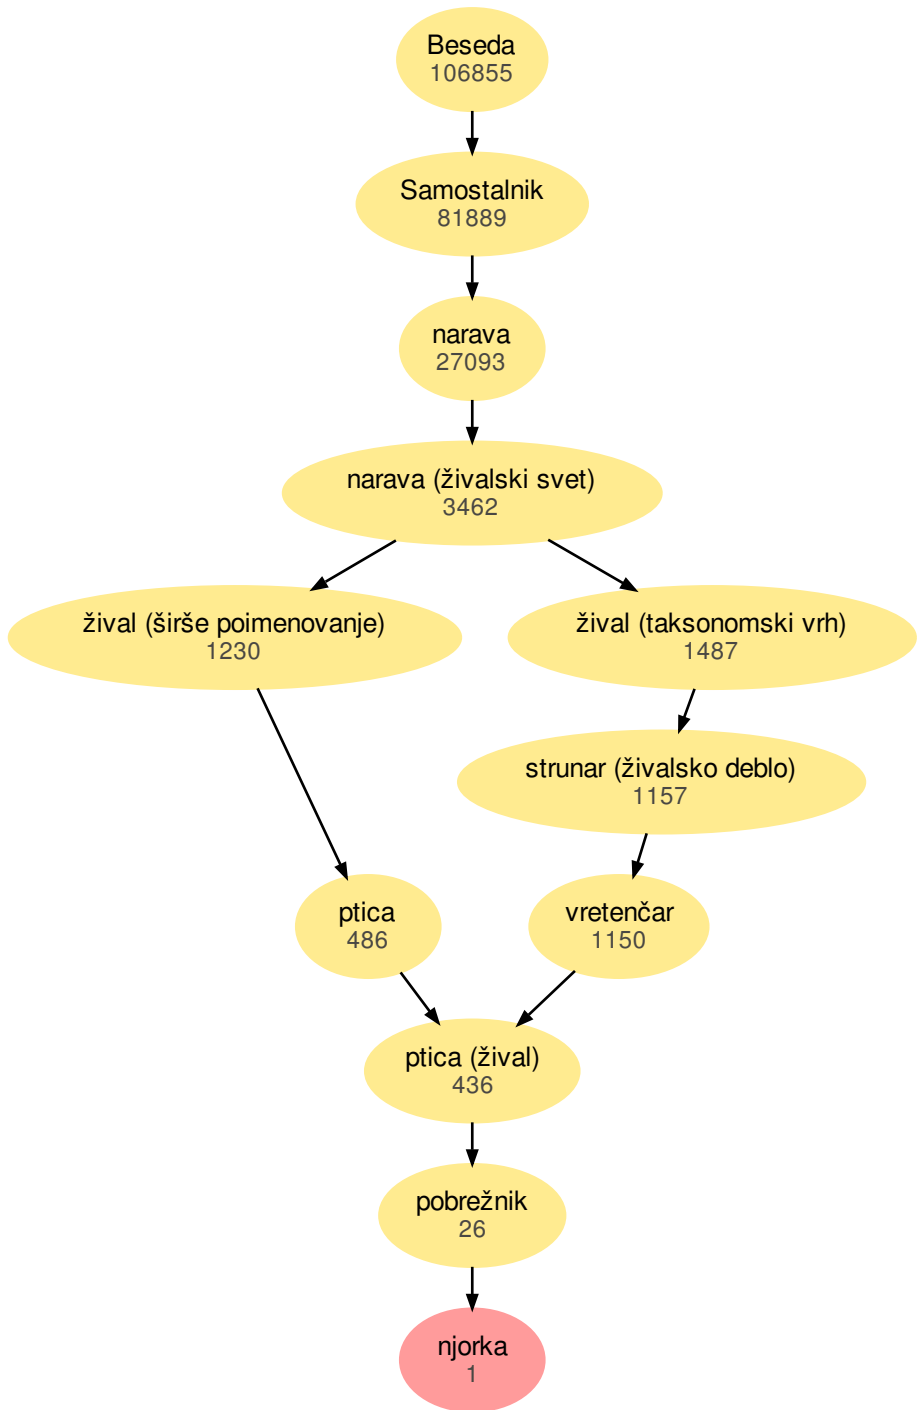 Beseda
106855
Samostalnik
81889
narava
27093
narava (živalski svet)
3462
žival (širše poimenovanje)
1230
žival (taksonomski vrh)
1487
strunar (živalsko deblo)
1157
ptica
486
vretenčar
1150
ptica (žival)
436
pobrežnik
26
njorka
1